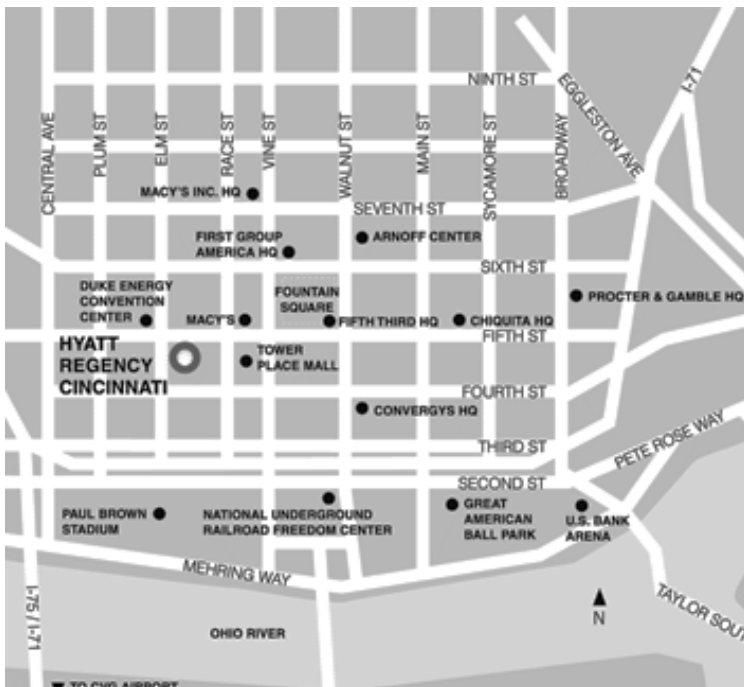 NINTH ST
EGGLESTON AVE
I-71
CENTRAL AVE
PLUM ST
ELM ST
RACE ST
VINE ST
WALNUT ST
MAIN ST
SYCAMORE ST
BROADWAY
MACY'S INC. HQ
SEVENTH ST
FIRST GROUP
AMERICA HQ
ARNOFF CENTER
SIXTH ST
DUKE ENERGY
CONVENTION
CENTER
FOUNTAIN
SQUARE
PROCTER & GAMBLE HQ
MACY'S
FIFTH THIRD HQ
CHIQUITA HQ
FIFTH ST
HYATT
REGENCY
CINCINNATI
TOWER
PLACE MALL
FOURTH ST
CONVERGYS HQ
THIRD ST
PETE ROSE WAY
SECOND ST
PAUL BROWN
STADIUM
NATIONAL UNDERGROUND
RAILROAD FREEDOM CENTER
GREAT
AMERICAN
BALL PARK
U.S. BANK
ARENA
MEHRING WAY
I-75 / I-71
TAYLOR SOUT
N
OHIO RIVER
TO CVG AIRPORT